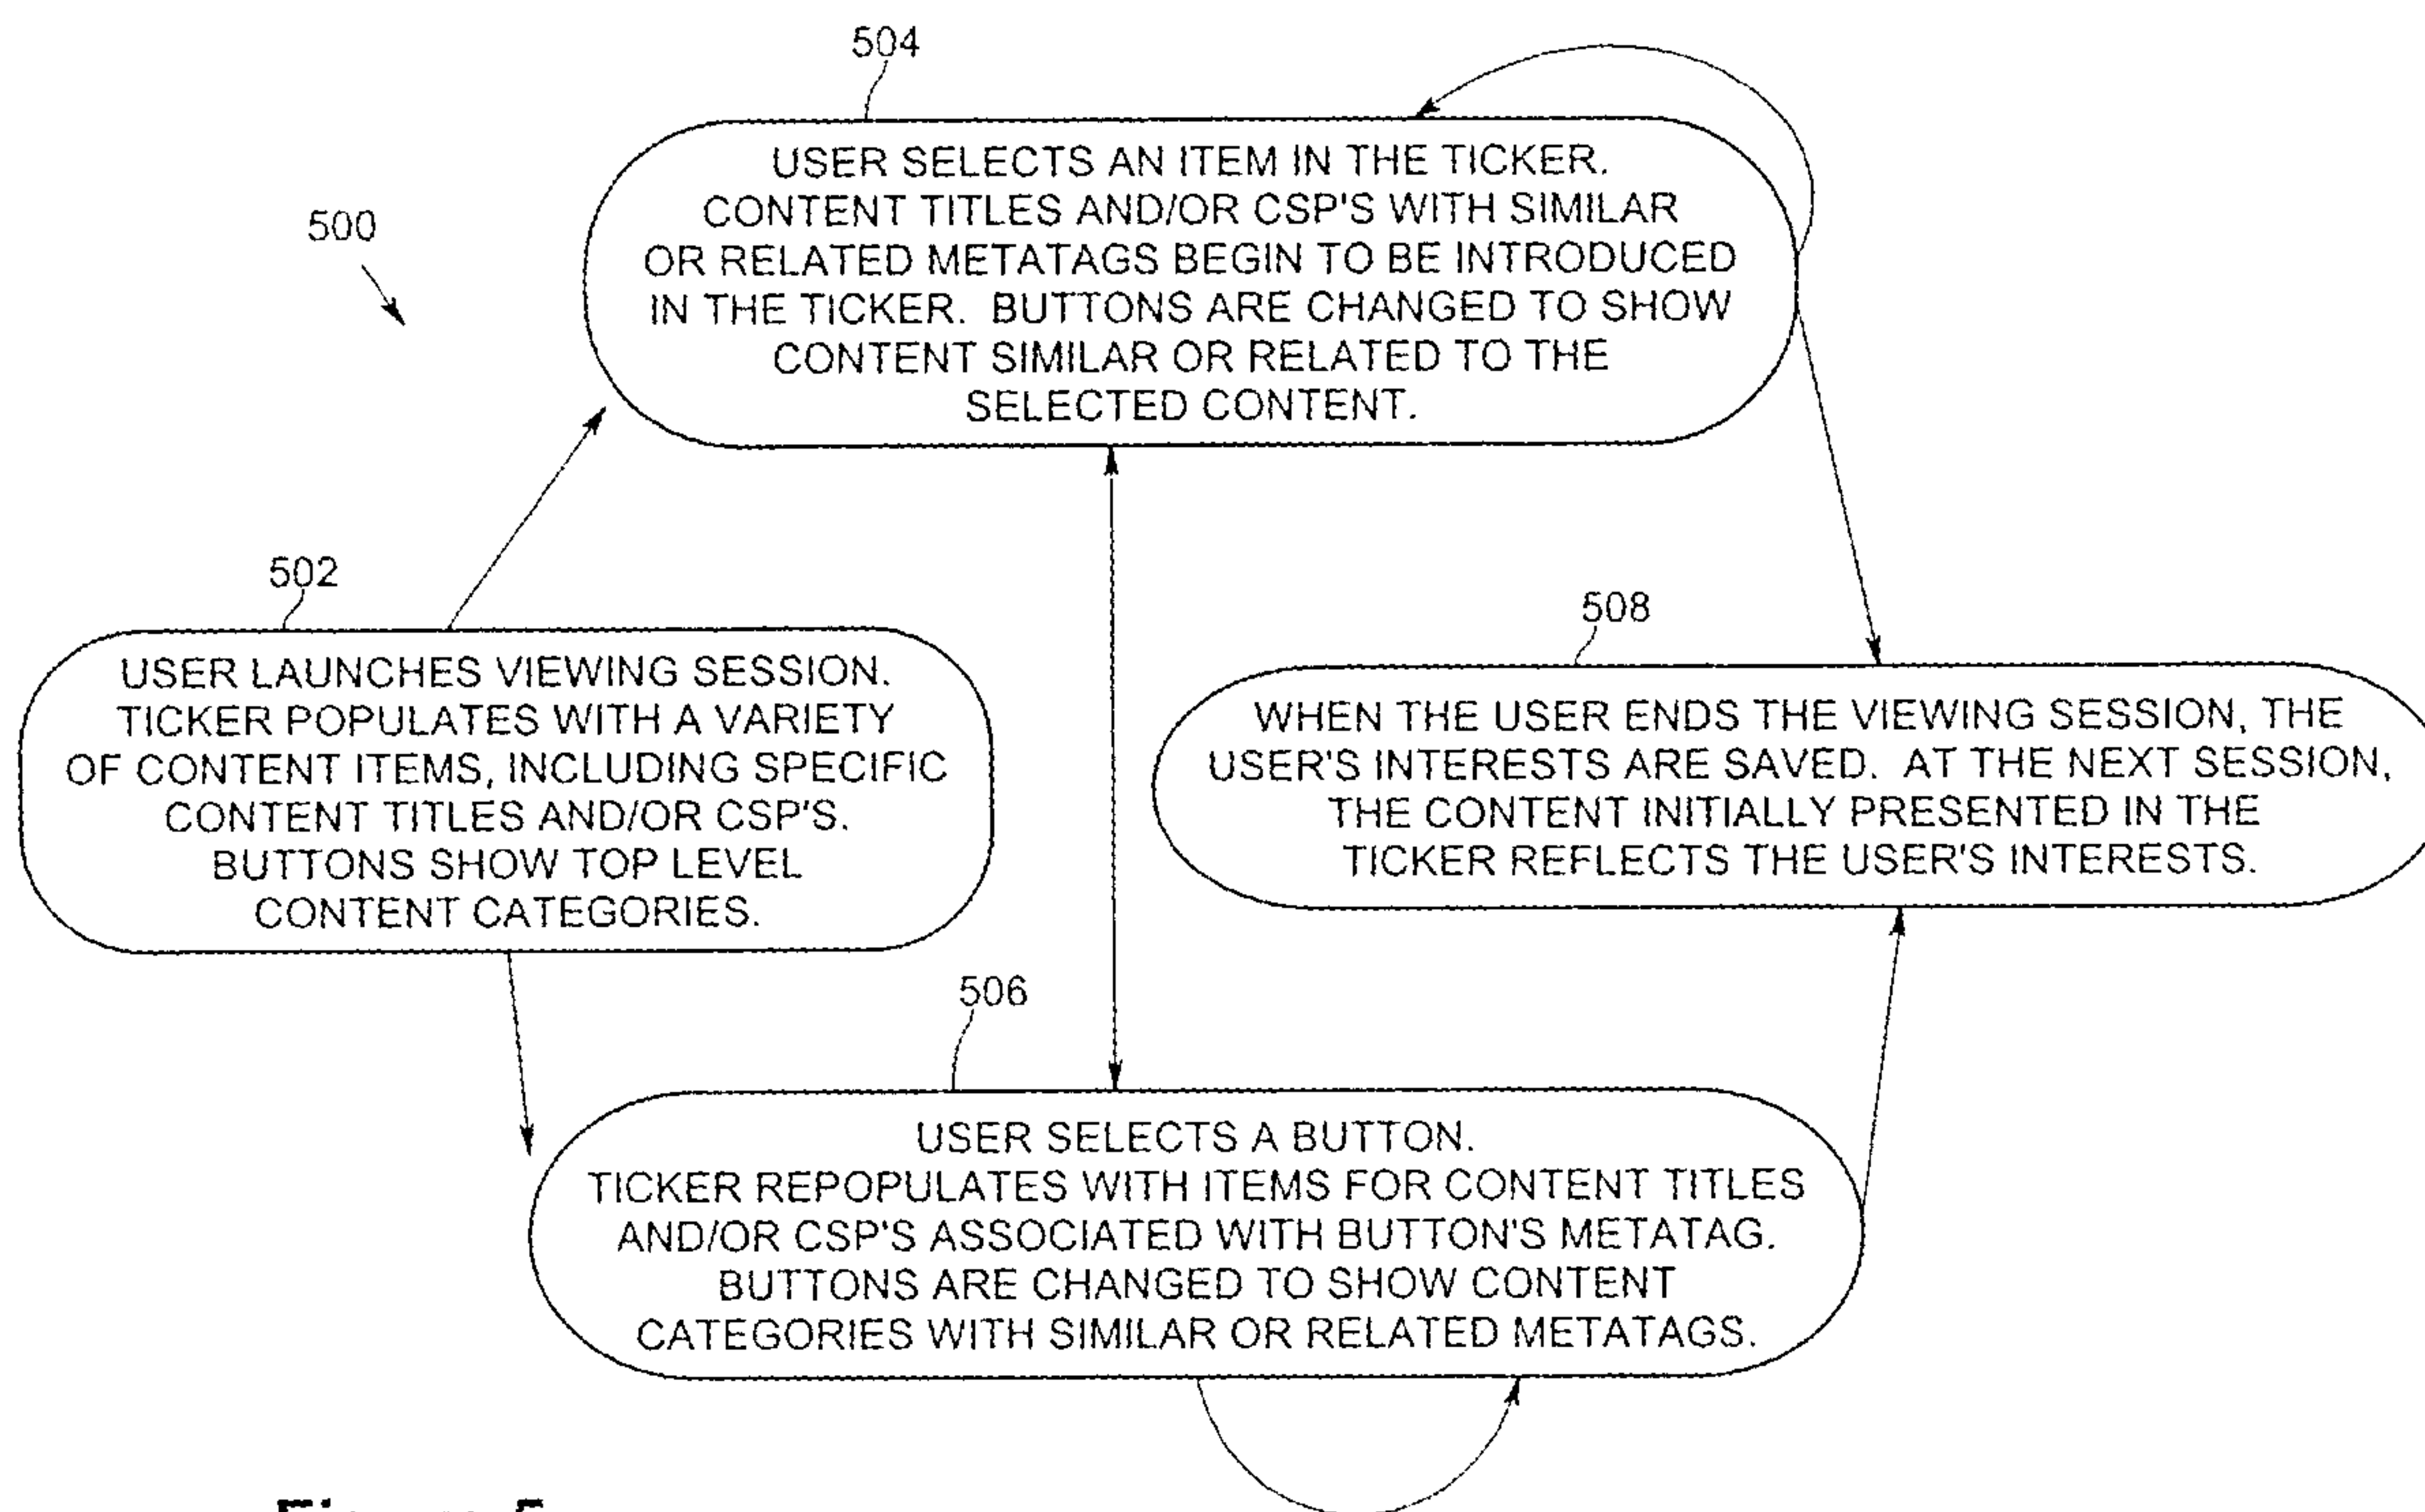 504
USER SELECTS AN ITEM IN THE TICKER.
CONTENT TITLES AND/OR CSP'S WITH SIMILAR
OR RELATED METATAGS BEGIN TO BE INTRODUCED
IN THE TICKER. BUTTONS ARE CHANGED TO SHOW
CONTENT SIMILAR OR RELATED TO THE
SELECTED CONTENT.
500
502
USER LAUNCHES VIEWING SESSION.
TICKER POPULATES WITH A VARIETY
OF CONTENT ITEMS, INCLUDING SPECIFIC
CONTENT TITLES AND/OR CSP'S.
BUTTONS SHOW TOP LEVEL
CONTENT CATEGORIES.
508
WHEN THE USER ENDS THE VIEWING SESSION, THE
USER'S INTERESTS ARE SAVED. AT THE NEXT SESSION,
THE CONTENT INITIALLY PRESENTED IN THE
TICKER REFLECTS THE USER'S INTERESTS.
506
USER SELECTS A BUTTON.
TICKER REPOPULATES WITH ITEMS FOR CONTENT TITLES
AND/OR CSP'S ASSOCIATED WITH BUTTON'S METATAG.
BUTTONS ARE CHANGED TO SHOW CONTENT
CATEGORIES WITH SIMILAR OR RELATED METATAGS.